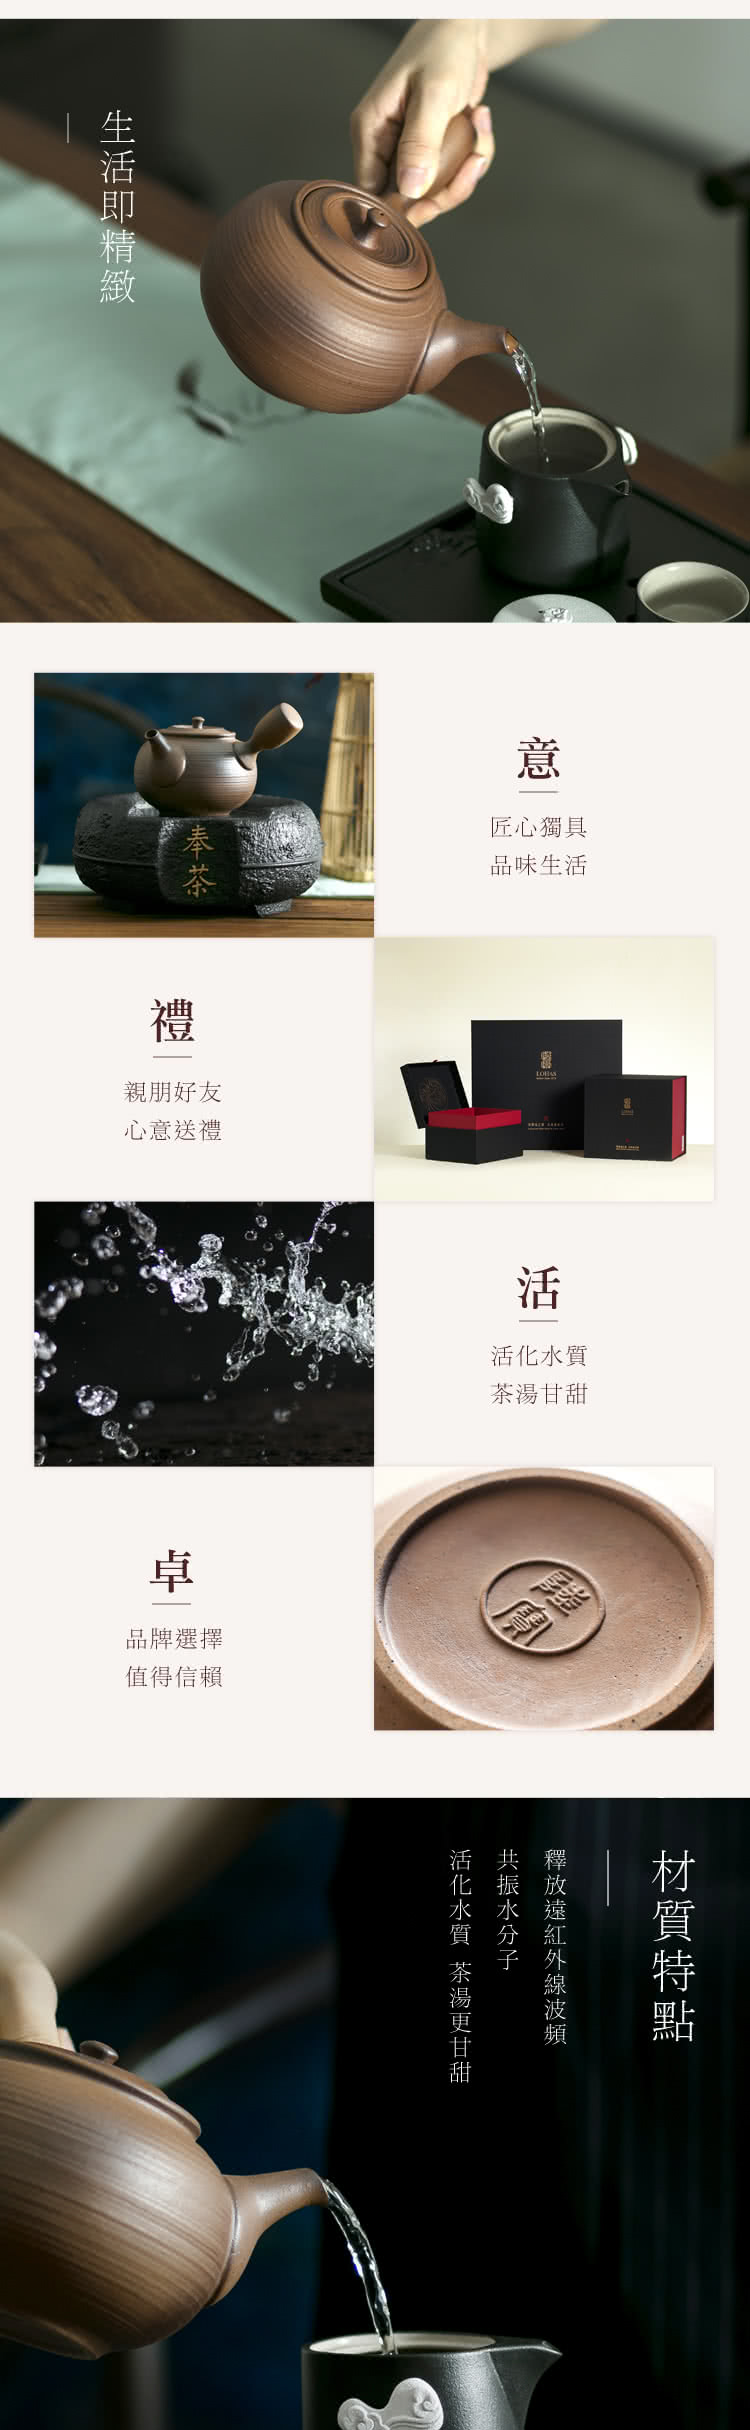 生活即精緻
意
匠心獨具
品味生活
奉茶
禮
親朋好友
心意送禮
LOHAS
LOHAS
活
活化水質
茶湯甘甜
卓
品牌選擇
值得信賴
材質特點
釋放遠紅外線波頻
共振水分子
活化水質 茶湯更甘甜